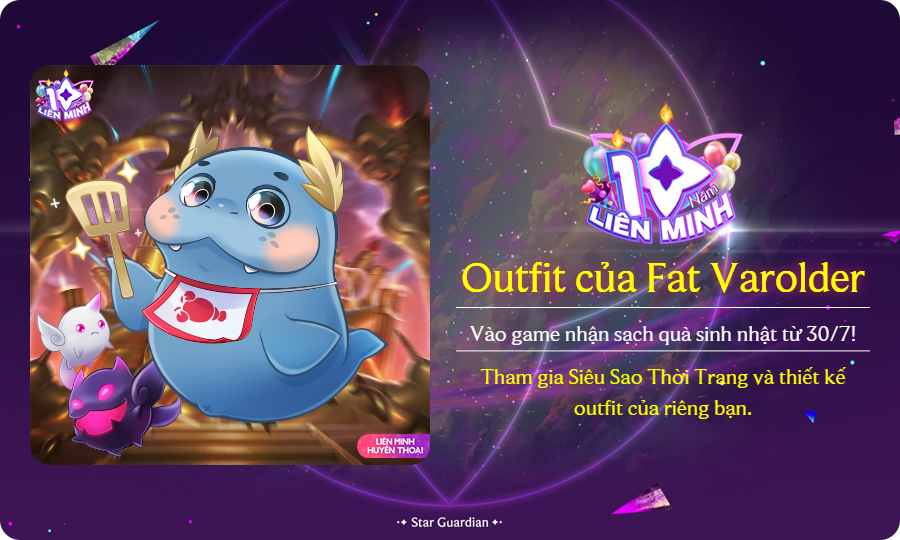 10
LIÊN MINH
LIÊN MINH
HUYỀN THOẠI
10
Năm
LIÊN MINH
Outfit của Fat Varolder
Vào game nhận sạch quà sinh nhật từ 30/7!
Tham gia Siêu Sao Thời Trang và thiết kế
outfit của riêng bạn.
Star Guardian